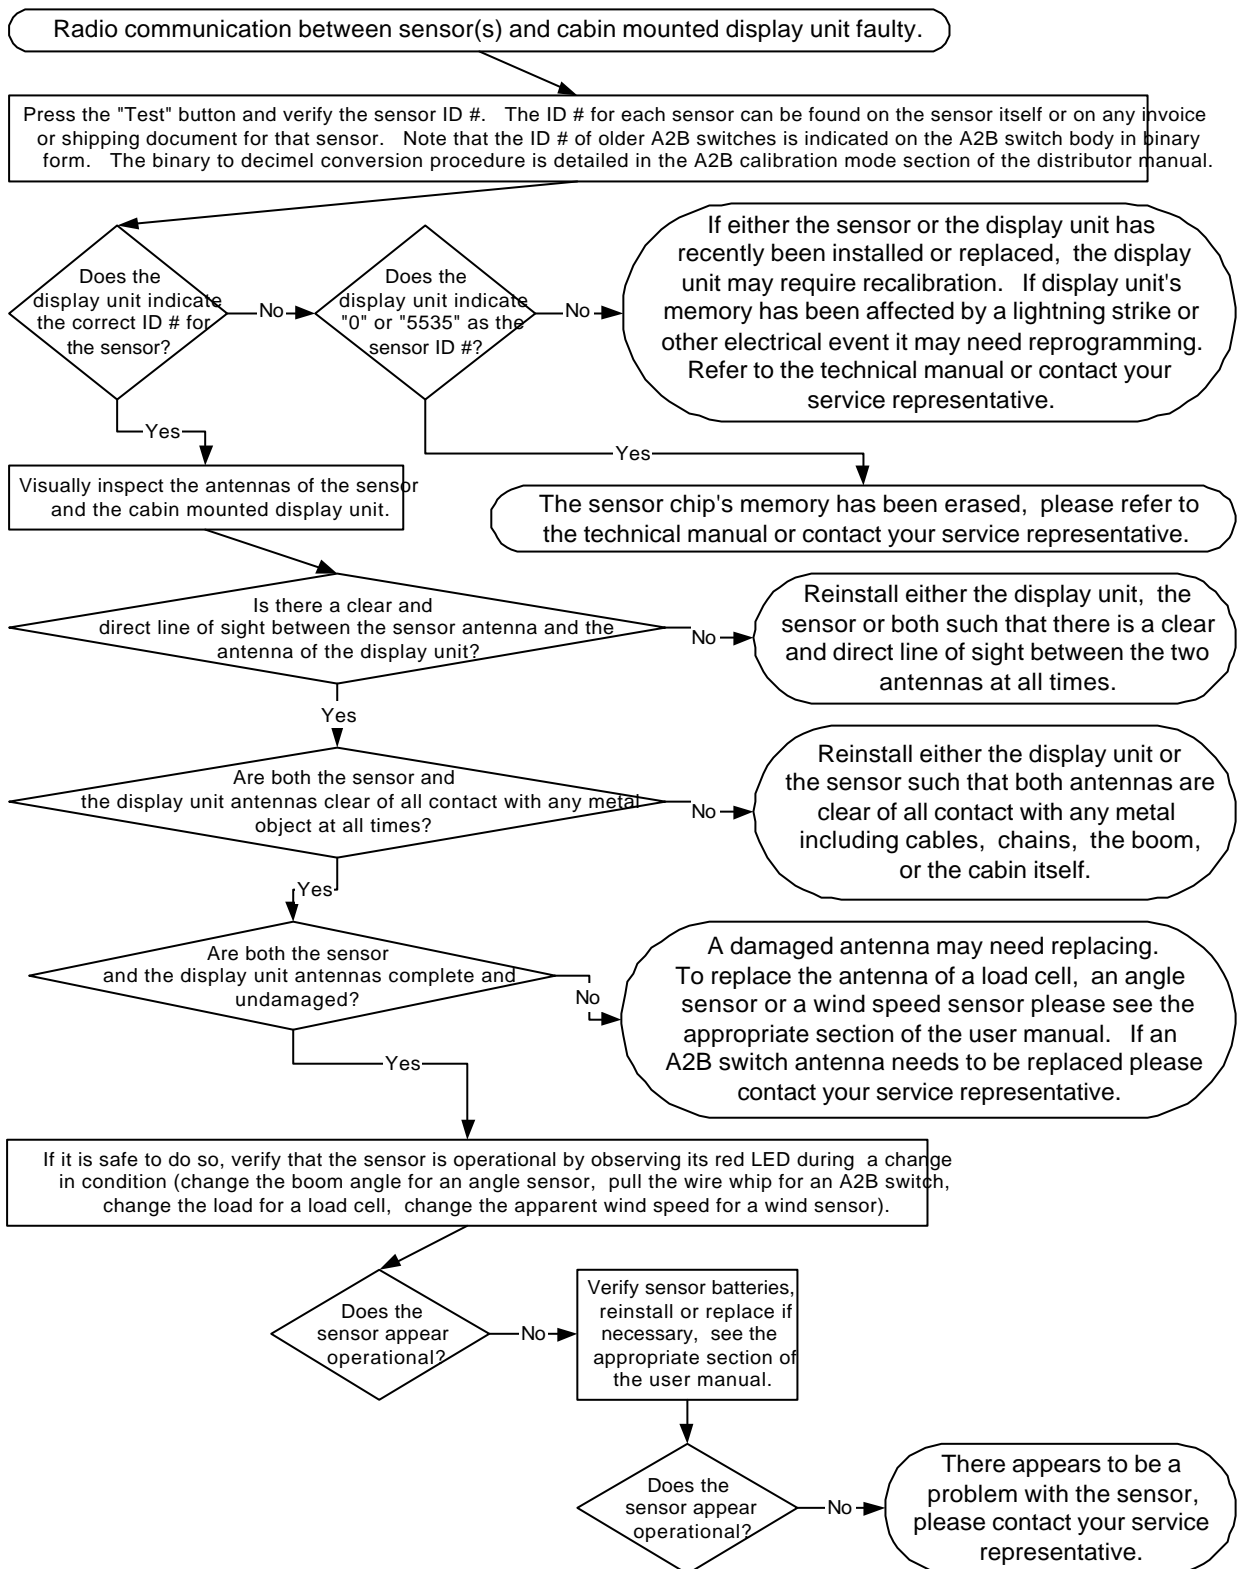 Radio communication between sensor(s) and cabin mounted display unit faulty.
Press the "Test" button and verify the sensor ID #. The ID # for each sensor can be found on the sensor itself or on any invoice
or shipping document for that sensor. Note that the ID # of older A2B switches is indicated on the A2B switch body in binary
form. The binary to decimel conversion procedure is detailed in the A2B calibration mode section of the distributor manual.
Does the
display unit indicate
the correct ID # for
the sensor?
No
Does the
display unit indicate
"0" or "5535" as the
sensor ID #?
No
If either the sensor or the display unit has
recently been installed or replaced, the display
unit may require recalibration. If display unit's
memory has been affected by a lightning strike or
other electrical event it may need reprogramming.
Refer to the technical manual or contact your
service representative.
Yes
Yes
Visually inspect the antennas of the sensor
and the cabin mounted display unit.
The sensor chip's memory has been erased, please refer to
the technical manual or contact your service representative.
Is there a clear and
direct line of sight between the sensor antenna and the
antenna of the display unit?
No
Reinstall either the display unit, the
sensor or both such that there is a clear
and direct line of sight between the two
antennas at all times.
Yes
Are both the sensor and
the display unit antennas clear of all contact with any metal
object at all times?
No
Reinstall either the display unit or
the sensor such that both antennas are
clear of all contact with any metal
including cables, chains, the boom,
or the cabin itself.
Yes
Are both the sensor
and the display unit antennas complete and
undamaged?
No
A damaged antenna may need replacing.
To replace the antenna of a load cell, an angle
sensor or a wind speed sensor please see the
appropriate section of the user manual. If an
A2B switch antenna needs to be replaced please
contact your service representative.
Yes
If it is safe to do so, verify that the sensor is operational by observing its red LED during a change
in condition (change the boom angle for an angle sensor, pull the wire whip for an A2B switch,
change the load for a load cell, change the apparent wind speed for a wind sensor).
Does the
sensor appear
operational?
No
Verify sensor batteries,
reinstall or replace if
necessary, see the
appropriate section of
the user manual.
Does the
sensor appear
operational?
No
There appears to be a
problem with the sensor,
please contact your service
representative.